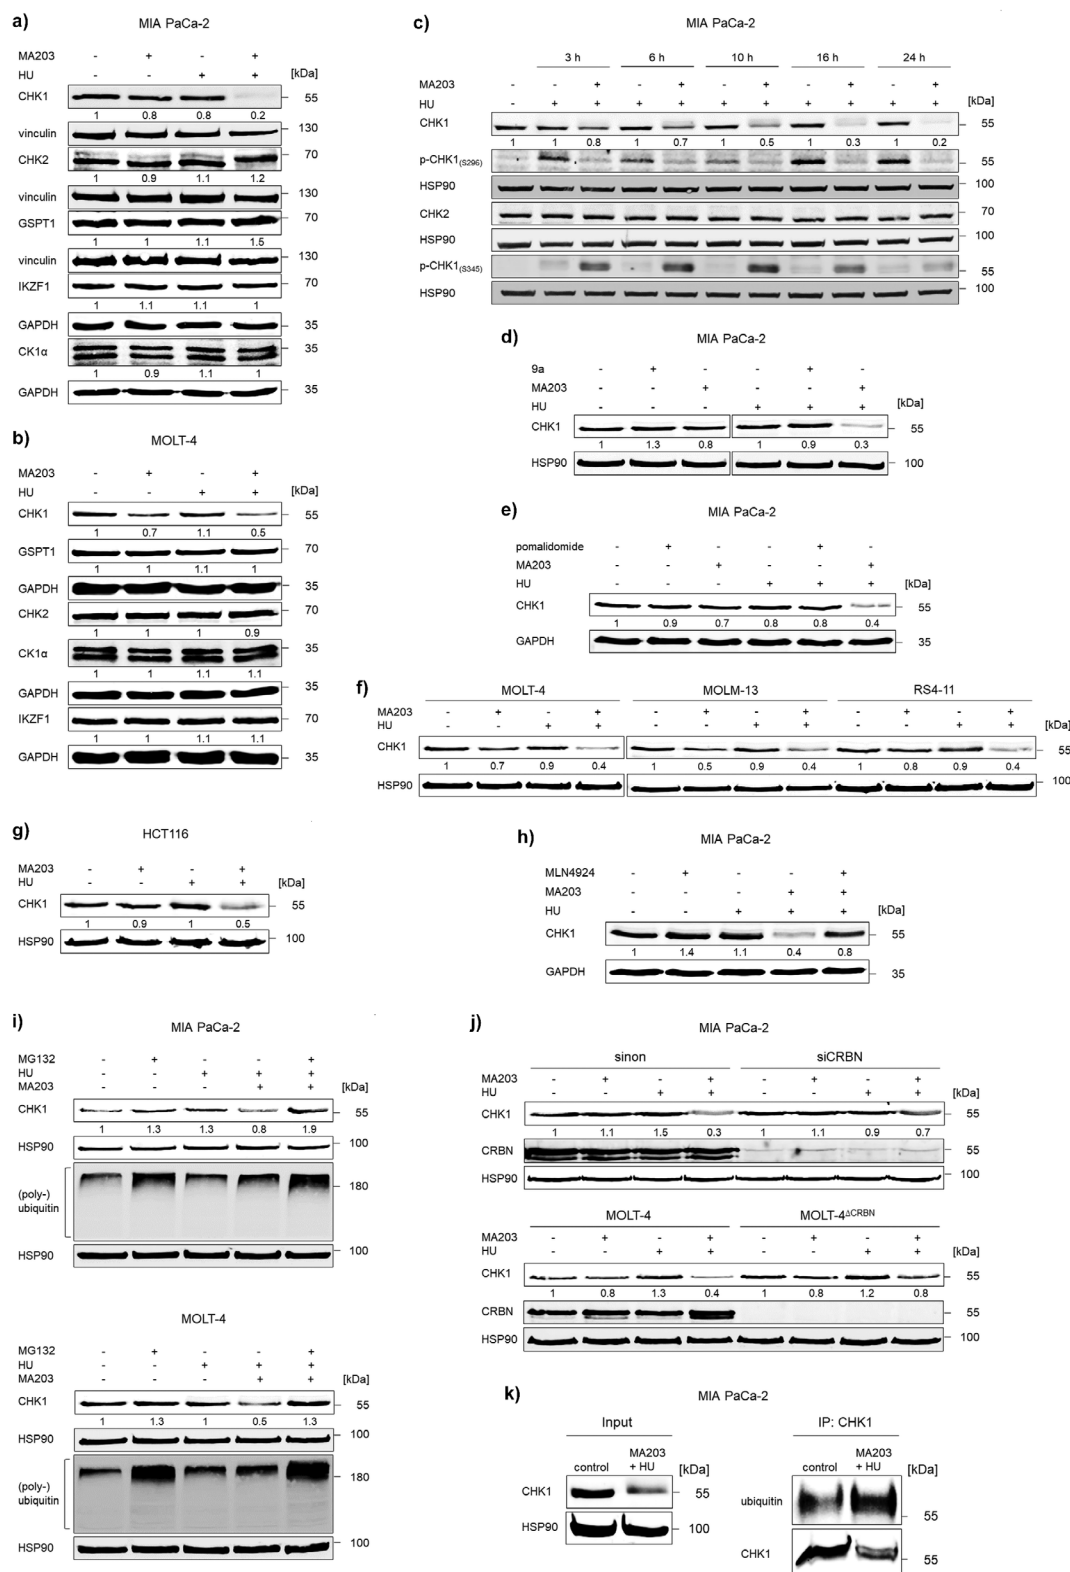 a)
MIA PaCa-2
MA203 - + - +
HU - - + + [kDa]
CHK1 55
1 0.8 0.8 0.2
vinculin 130
CHK2 70
1 0.9 1.1 1.2
vinculin 130
GSPT1 70
1 1 1.1 1.5
vinculin 130
IKZF1 70
1 1.1 1.1 1
GAPDH 35
CK1α 35
1 0.9 1.1 1
GAPDH 35
b)
MOLT-4
MA203 - + - +
HU - - + + [kDa]
CHK1 55
1 0.7 1.1 0.5
GSPT1 70
1 1 1.1 1
GAPDH 35
CHK2 70
1 1 1 0.9
CK1α 35
1 1 1.1 1.1
GAPDH 35
IKZF1 70
1 1 1.1 1.1
GAPDH 35
c)
MIA PaCa-2
3 h 6 h 10 h 16 h 24 h
MA203 - - + - + - + - + - +
HU - + + + + + + + + + + [kDa]
CHK1 55
1 1 0.8 1 0.7 1 0.5 1 0.3 1 0.2
p-CHK1(S296) 55
HSP90 100
CHK2 70
HSP90 100
p-CHK1(S345) 55
HSP90 100
d)
MIA PaCa-2
9a - + - - + -
MA203 - - + - - +
HU - - - + + + [kDa]
CHK1 55
1 1.3 0.8 1 0.9 0.3
HSP90 100
e)
MIA PaCa-2
pomalidomide - + - - + -
MA203 - - + - - +
HU - - - + + + [kDa]
CHK1 55
1 0.9 0.7 0.8 0.8 0.4
GAPDH 35
f)
MOLT-4 MOLM-13 RS4-11
MA203 - + - + - + - + - + - +
HU - - + + - - + + - - + + [kDa]
CHK1 55
1 0.7 0.9 0.4 1 0.5 0.9 0.4 1 0.8 0.9 0.4
HSP90 100
g)
HCT116
MA203 - + - +
HU - - + + [kDa]
CHK1 55
1 0.9 1 0.5
HSP90 100
h)
MIA PaCa-2
MLN4924 - + - - +
MA203 - - - + +
HU - - + + + [kDa]
CHK1 55
1 1.4 1.1 0.4 0.8
GAPDH 35
i)
MIA PaCa-2
MG132 - + - - +
HU - - + + +
MA203 - - - + + [kDa]
CHK1 55
1 1.3 1.3 0.8 1.9
HSP90 100
(poly-)
ubiquitin 180
HSP90 100
MOLT-4
MG132 - + - - +
HU - - + + +
MA203 - - - + + [kDa]
CHK1 55
1 1.3 1 0.5 1.3
HSP90 100
(poly-) 180
ubiquitin
HSP90 100
j)
MIA PaCa-2
sinon siCRBN
MA203 - + - + - + - +
HU - - + + - - + + [kDa]
CHK1 55
1 1.1 1.5 0.3 1 1.1 0.9 0.7
CRBN 55
HSP90 100
MOLT-4 MOLT-4ΔCRBN
MA203 - + - + - + - +
HU - - + + - - + + [kDa]
CHK1 55
1 0.8 1.3 0.4 1 0.8 1.2 0.8
CRBN 55
HSP90 100
k)
MIA PaCa-2
Input
control MA203
+ HU [kDa]
CHK1 55
HSP90 100
IP: CHK1
control MA203
+ HU [kDa]
ubiquitin 55
CHK1 55